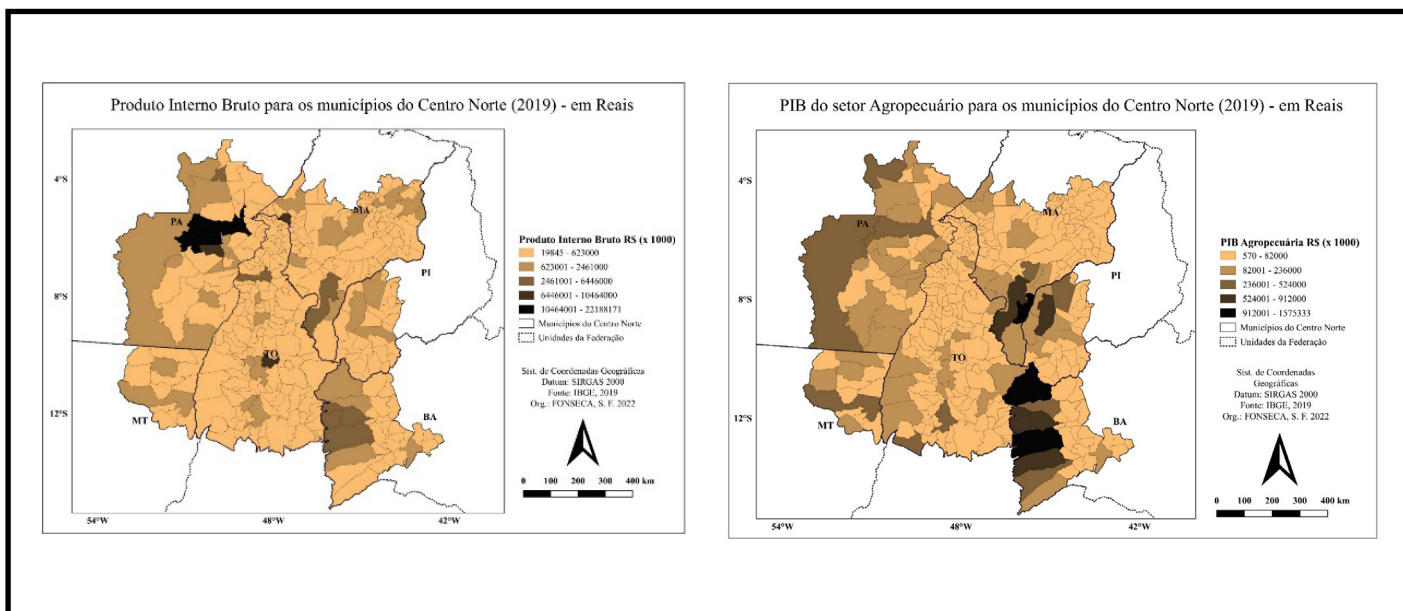 Produto Interno Bruto para os municípios do Centro Norte (2019) - em Reais
4°S
8°S
12°S
54°W
48°W
42°W
PA
MA
PI
TO
MT
BA
Produto Interno Bruto R$ (x 1000)
19845 - 623000
623001 - 2461000
2461001 - 6446000
6446001 - 10464000
10464001 - 22188171
Municípios do Centro Norte
Unidades da Federação
Sist. de Coordenadas Geográficas
Datum: SIRGAS 2000
Fonte: IBGE, 2019
Org.: FONSECA, S. F. 2022
0 100 200 300 400 km
PIB do setor Agropecuário para os municípios do Centro Norte (2019) - em Reais
4°S
8°S
12°S
54°W
48°W
42°W
PA
MA
PI
TO
MT
BA
PIB Agropecuária R$ (x 1000)
570 - 82000
82001 - 236000
236001 - 524000
524001 - 912000
912001 - 1575333
Municípios do Centro Norte
Unidades da Federação
Sist. de Coordenadas
Geográficas
Datum: SIRGAS 2000
Fonte: IBGE, 2019
Org.: FONSECA, S. F. 2022
0 100 200 300 400 km